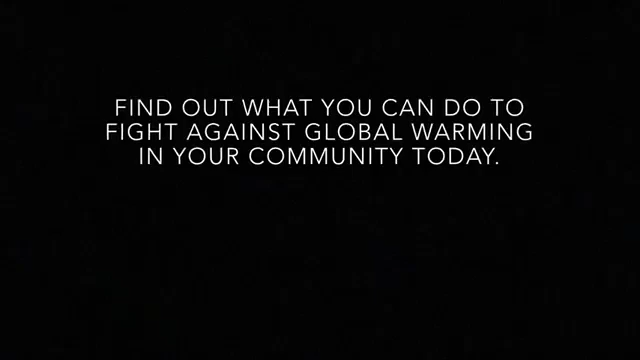 FIND OUT WHAT YOU CAN DO TO
FIGHT AGAINST GLOBAL WARMING
IN YOUR COMMUNITY TODAY.